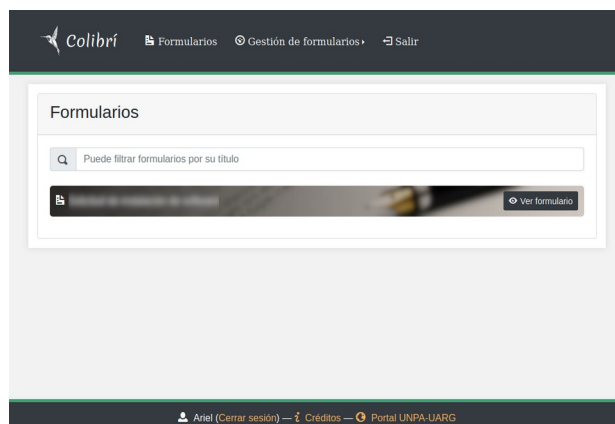 Colibrí Formularios Gestión de formularios Salir
Formularios
Puede filtrar formularios por su título
Ver formulario
Ariel (Cerrar sesión) — Créditos — Portal UNPA-UARG